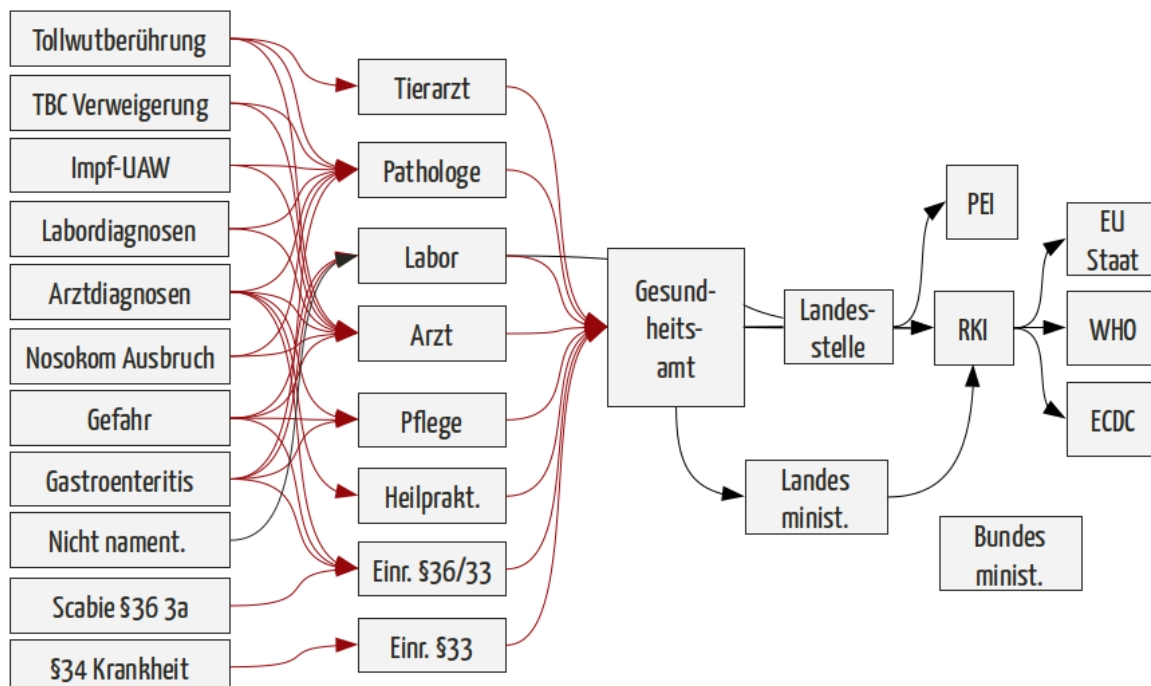 Tollwutberührung
TBC Verweigerung
Impf-UAW
Labordiagnosen
Arztdiagnosen
Nosokom Ausbruch
Gefahr
Gastroenteritis
Nicht nament.
Scabie §36 3a
§34 Krankheit
Tierarzt
Pathologe
Labor
Arzt
Pflege
Heilprakt.
Einr. §36/33
Einr. §33
Gesund-
heits-
amt
Landes-
stelle
Landes
minist.
PEI
RKI
Bundes
minist.
EU
Staat
WHO
ECDC